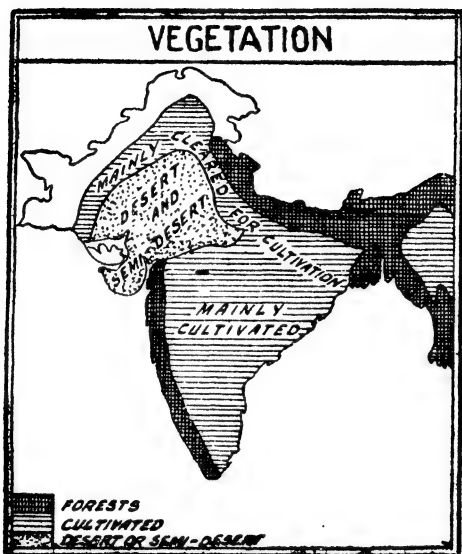 VEGETATION
MAINLY CLEARED FOR CULTIVATION
DESERT
AND
SEMI-DESERT
MAINLY
CULTIVATED
FORESTS
CULTIVATED
DESERT OR SEMI-DESERT